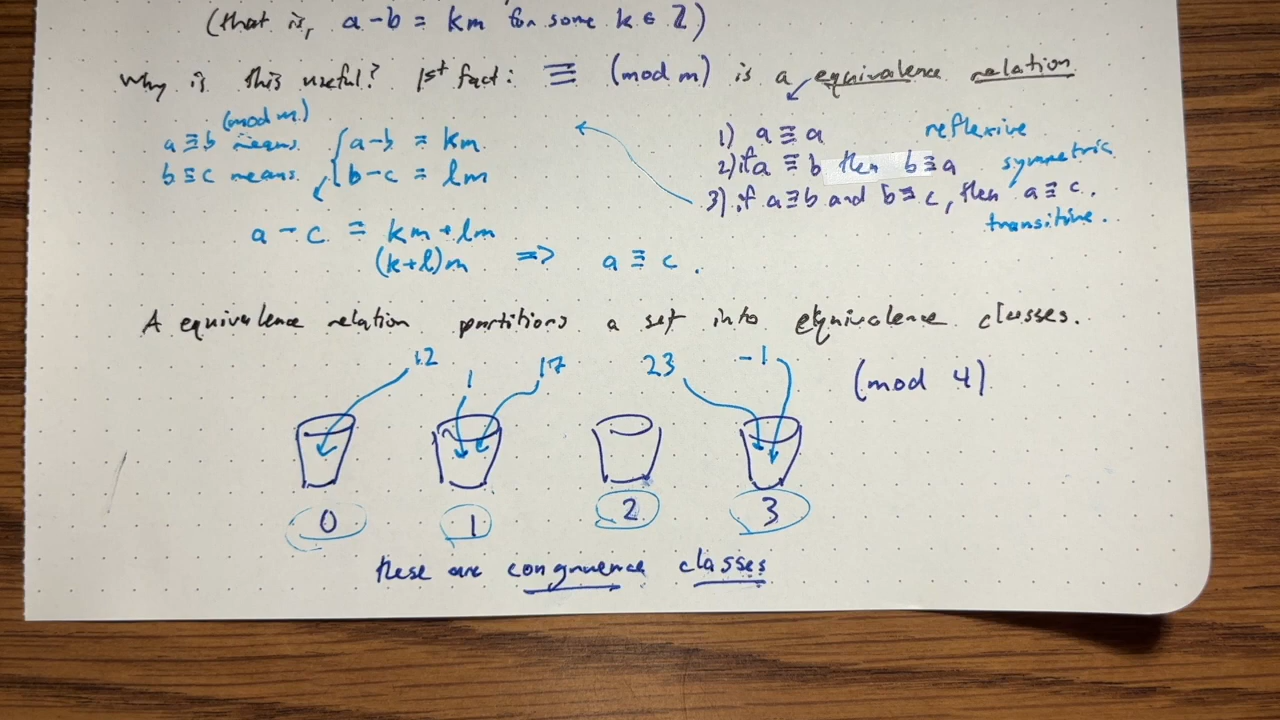 (that is, a-b = km for some k ∈ ℤ)
Why is this useful? 1st fact: ≡ (mod m) is a equivalence relation
(mod m)
a≡b means
a-b = km
b≡c means
b-c = lm
1) a≡a
reflexive
2) if a ≡ b then b≡a
symmetric
3) if a≡b and b≡c, then a≡c.
transitive.
a-c = km+lm
(k+l)m => a≡c.
A equivalence relation partitions a set into equivalence classes.
12 1 17 23 -1 (mod 4)
0 1 2 3
these are congruence classes